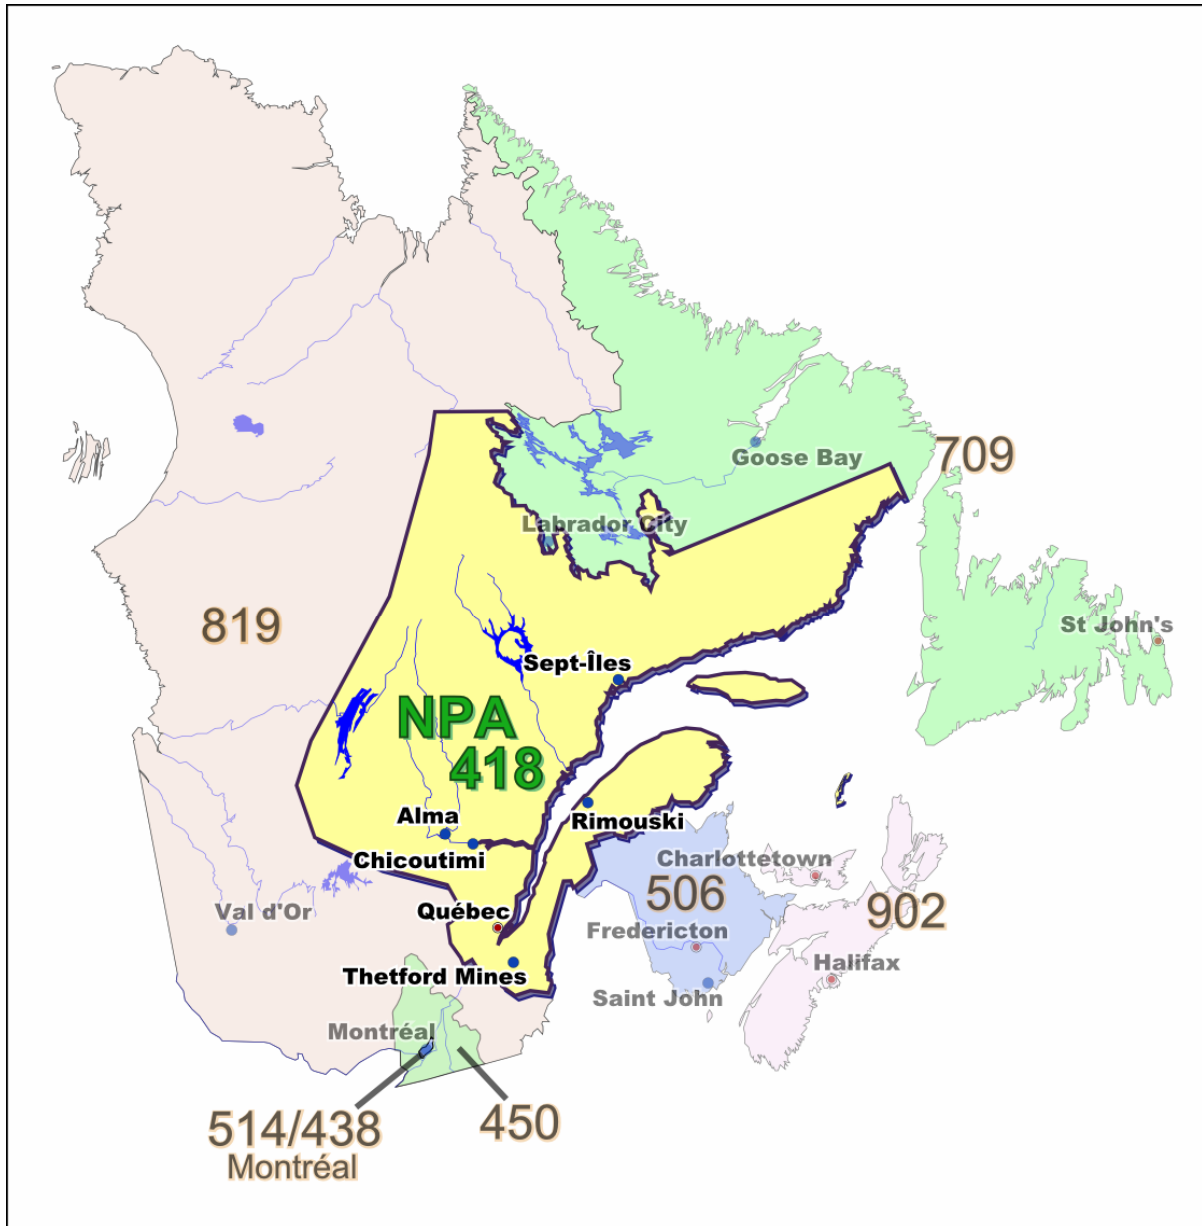 709
Goose Bay
Labrador City
819
St John's
Sept-Îles
NPA
418
Alma
Rimouski
Chicoutimi
Charlottetown
506
902
Val d'Or
Québec
Fredericton
Halifax
Thetford Mines
Saint John
Montréal
514/438
450
Montréal